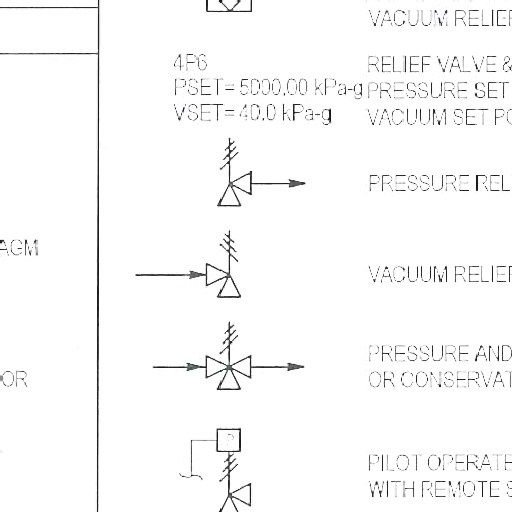 VACUUM RELIEF
4P6
RELIEF VALVE &
PSET= 5000.00 kPa-g
PRESSURE SET
VSET= 40.0 kPa-g
VACUUM SET PO
PRESSURE REL
AGM
VACUUM RELIEF
PRESSURE AND
OR
OR CONSERVAT
PILOT OPERATE
WITH REMOTE S